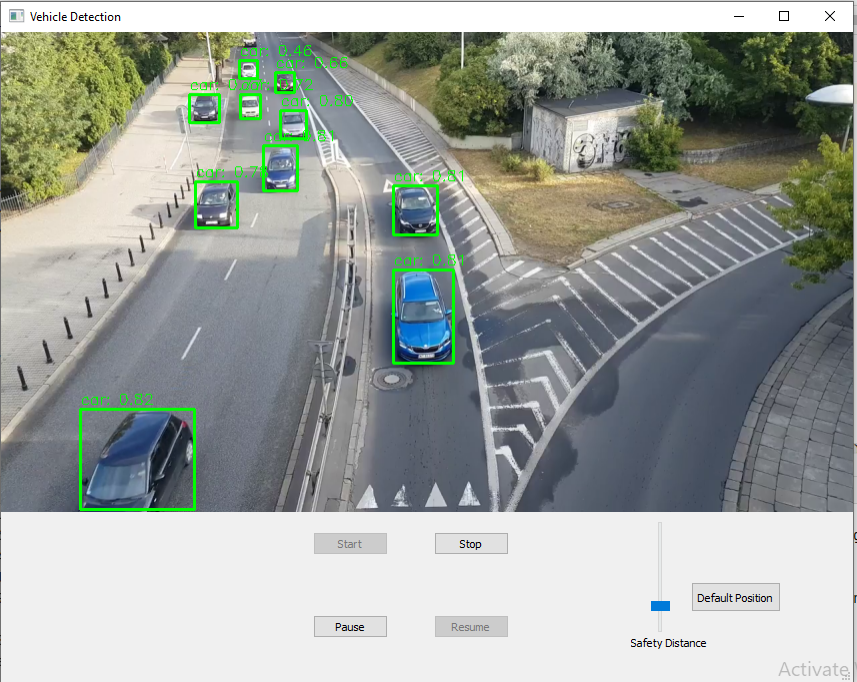 Vehicle Detection
car: 0.46
car: 0.81
car: 0.81
car: 0.82
Start
Stop
Default Position
Pause
Resume
Safety Distance
Activate